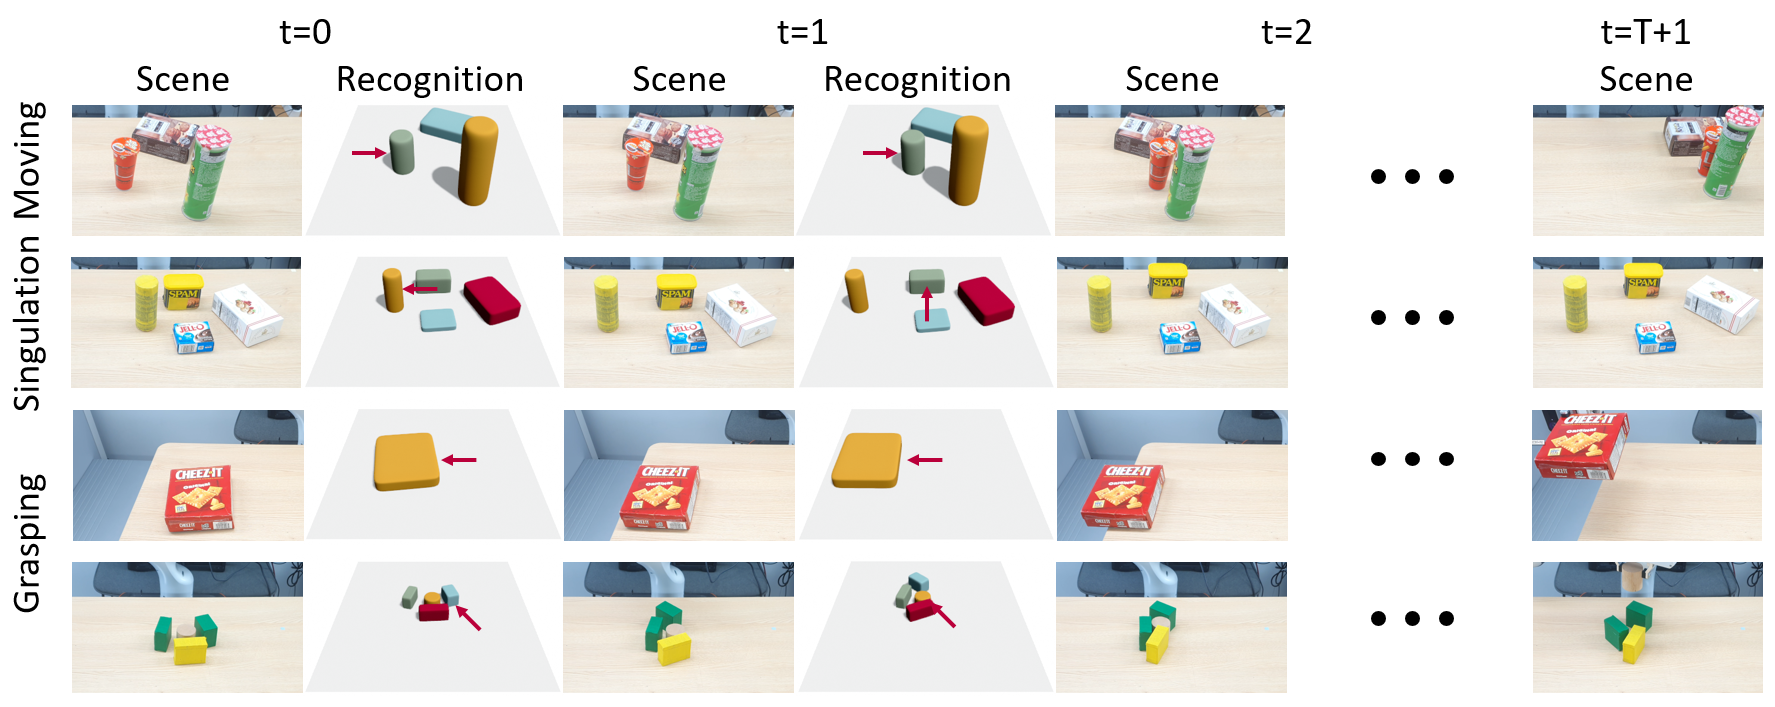 t=0 t=1 t=2 t=T+1
Scene Recognition Scene Recognition Scene Scene
Moving
Singulation
SPAM SPAM SPAM SPAM
JELL-O JELL-O JELL-O JELL-O
Grasping
CHEEZ-IT CHEEZ-IT CHEEZ-IT CHEEZ-IT